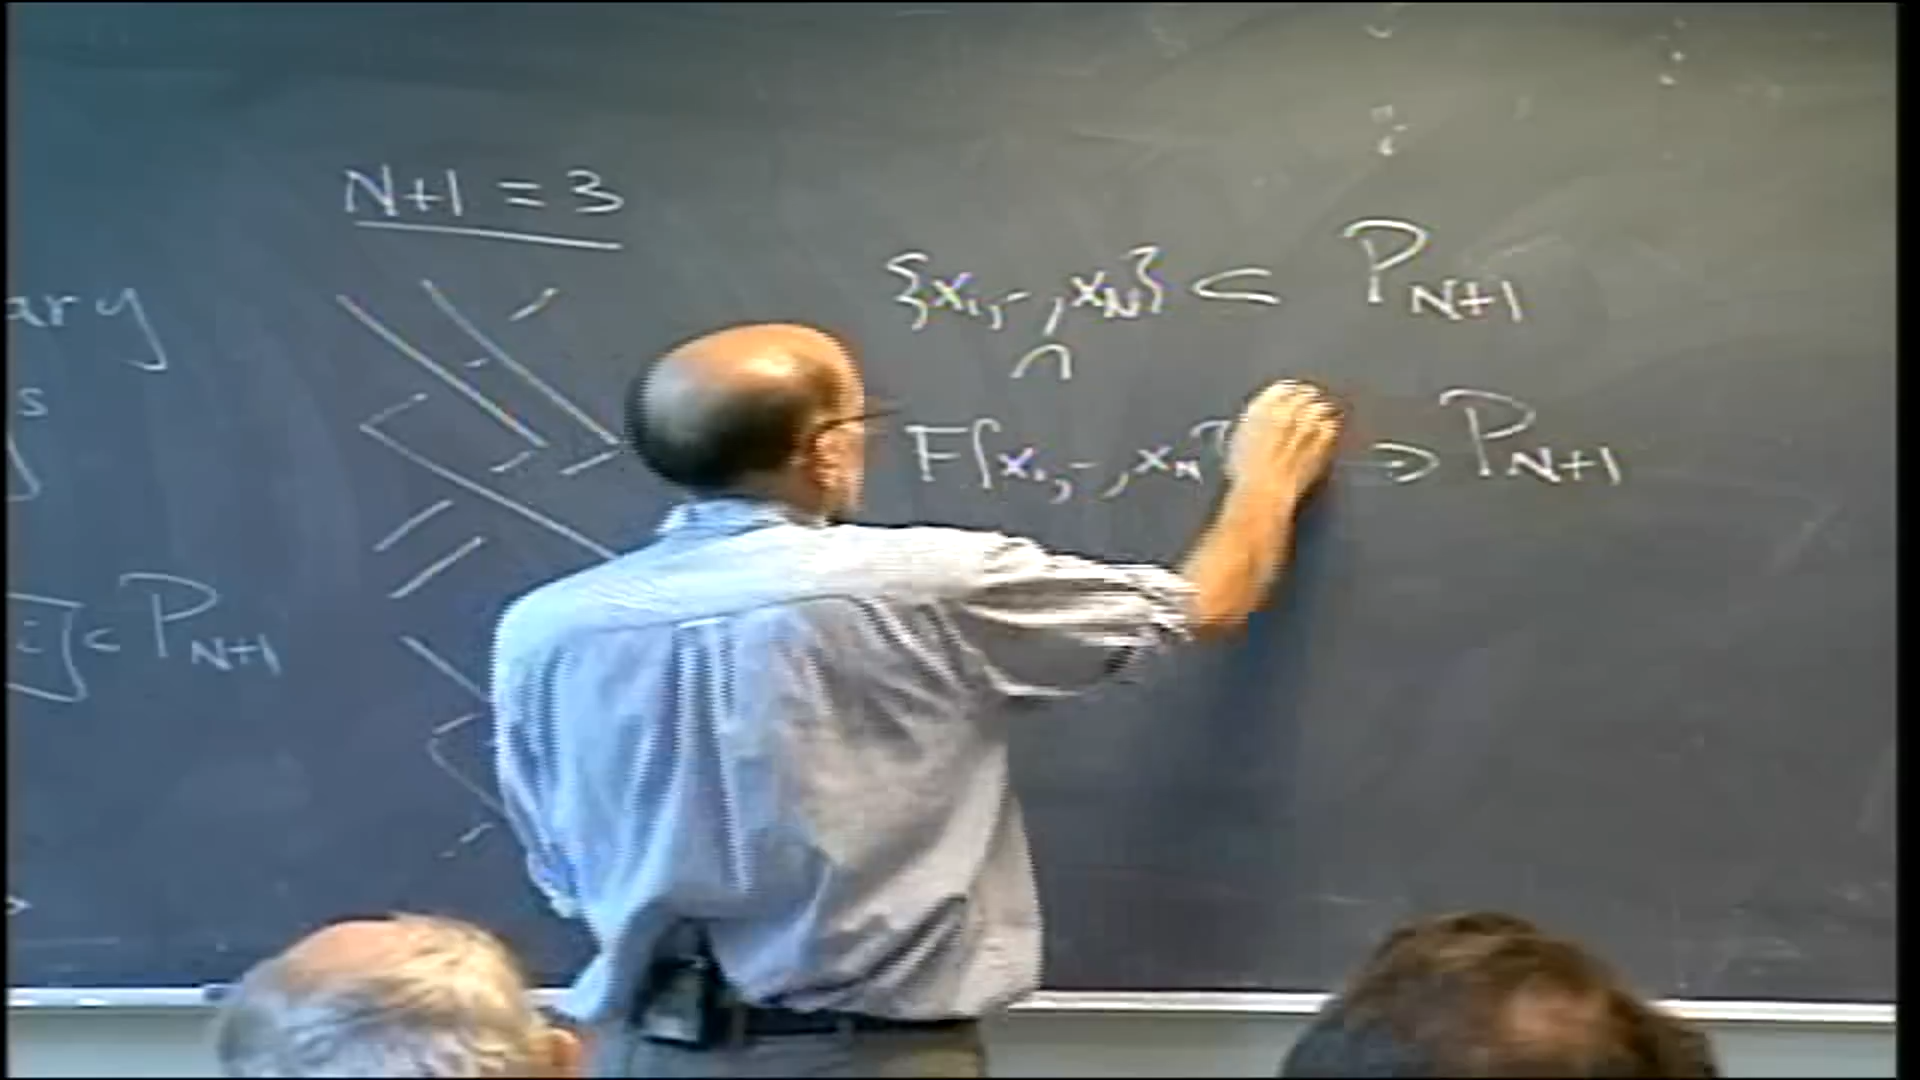 N+1 = 3
ary
s
{x₁, -, x_N} ⊂ P_{N+1}
∩
F{x₁, -, x_N} → P_{N+1}
i] ⊂ P_{N+1}